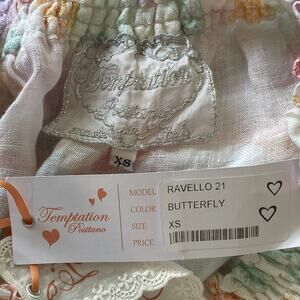 Temptation
Positano
XS
MODEL RAVELLO 21
COLOR BUTTERFLY
SIZE XS
PRICE
Temptation
Positano